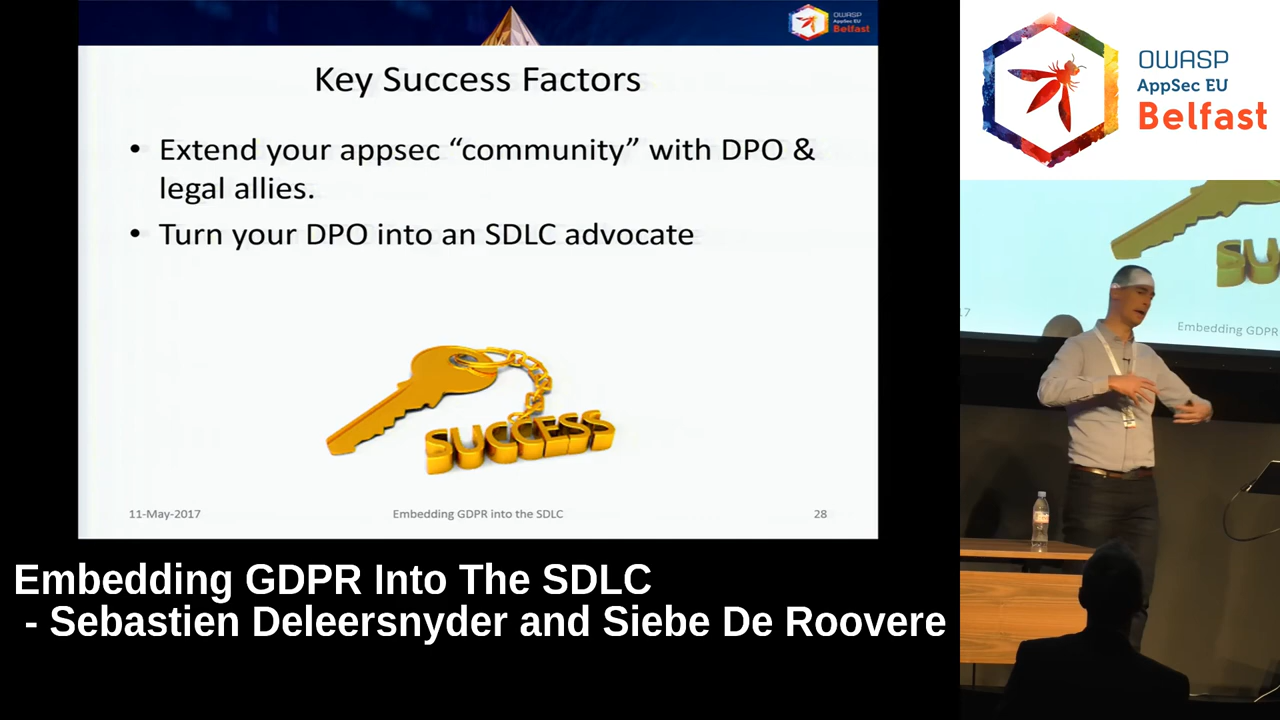 OWASP
AppSec EU
Belfast
Key Success Factors
• Extend your appsec “community” with DPO &
legal allies.
• Turn your DPO into an SDLC advocate
SUCCESS
11-May-2017
Embedding GDPR into the SDLC
28
OWASP
AppSec EU
Belfast
SU
7
Embedding GDPR
Embedding GDPR Into The SDLC
- Sebastien Deleersnyder and Siebe De Roovere